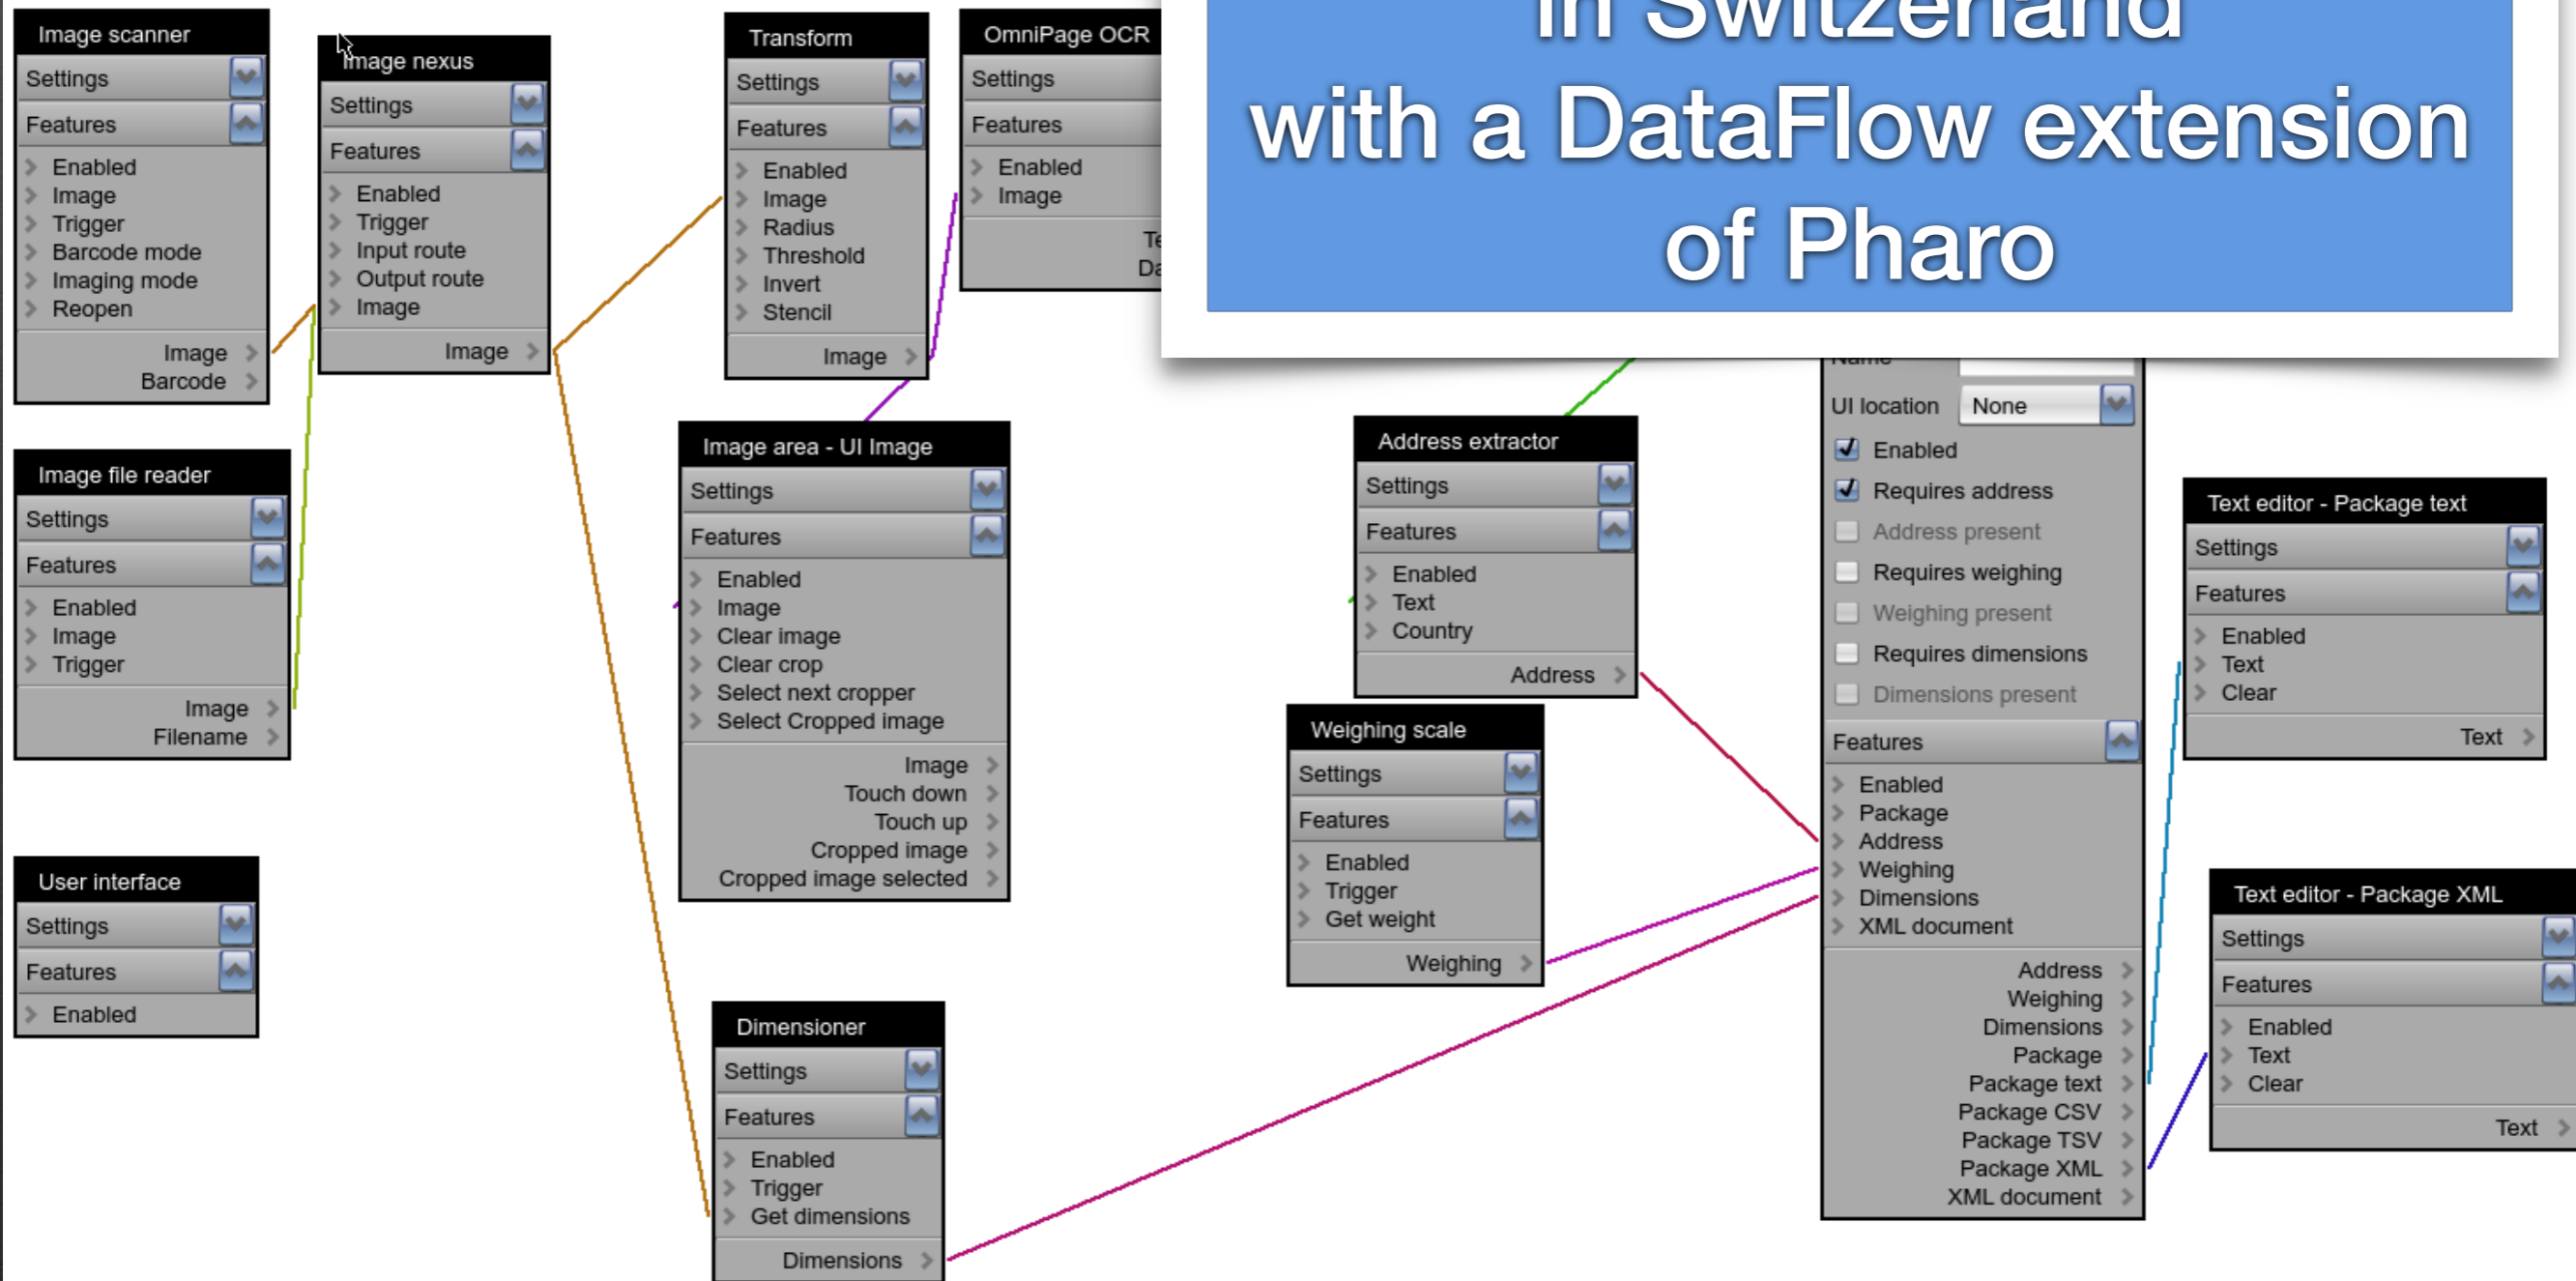 in Switzerland
with a DataFlow extension
of Pharo
Image scanner
Settings
Features
Enabled
Image
Trigger
Barcode mode
Imaging mode
Reopen
Image
Barcode
Image nexus
Settings
Features
Enabled
Trigger
Input route
Output route
Image
Image
Transform
Settings
Features
Enabled
Image
Radius
Threshold
Invert
Stencil
Image
OmniPage OCR
Settings
Features
Enabled
Image
Image file reader
Settings
Features
Enabled
Image
Trigger
Image
Filename
Image area - UI Image
Settings
Features
Enabled
Image
Clear image
Clear crop
Select next cropper
Select Cropped image
Image
Touch down
Touch up
Cropped image
Cropped image selected
Address extractor
Settings
Features
Enabled
Text
Country
Address
Weighing scale
Settings
Features
Enabled
Trigger
Get weight
Weighing
Name
UI location None
Enabled
Requires address
Address present
Requires weighing
Weighing present
Requires dimensions
Dimensions present
Features
Enabled
Package
Address
Weighing
Dimensions
XML document
Address
Weighing
Dimensions
Package
Package text
Package CSV
Package TSV
Package XML
XML document
Text editor - Package text
Settings
Features
Enabled
Text
Clear
Text
Text editor - Package XML
Settings
Features
Enabled
Text
Clear
Text
User interface
Settings
Features
Enabled
Dimensioner
Settings
Features
Enabled
Trigger
Get dimensions
Dimensions